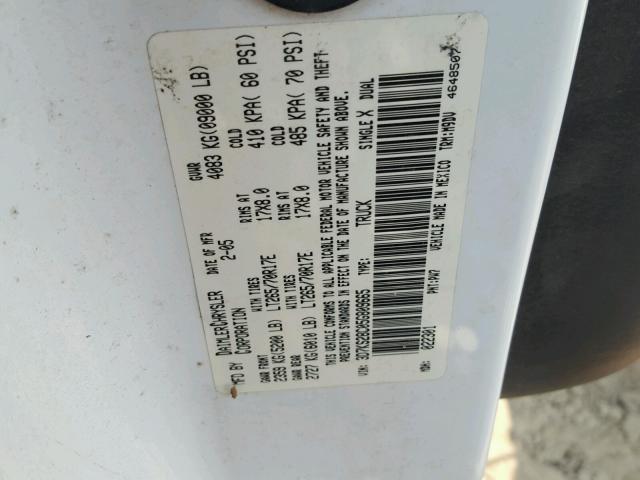 MFD BY DAIMLERCHRYSLER CORPORATION DATE OF MFR 2-05 GVWR 4083 KG(09000 LB)
GAWR FRONT 2359 KG(5200 LB) WITH TIRES LT265/70R17E RIMS AT 17X8.0 COLD 410 KPA( 60 PSI)
GAWR REAR 2727 KG(6010 LB) WITH TIRES LT265/70R17E RIMS AT 17X8.0 COLD 485 KPA( 70 PSI)
THIS VEHICLE CONFORMS TO ALL APPLICABLE FEDERAL MOTOR VEHICLE SAFETY AND THEFT
PREVENTION STANDARDS IN EFFECT ON THE DATE OF MANUFACTURE SHOWN ABOVE.
VIN: TYPE: TRUCK SINGLE X DUAL
MDH: 022301 PNT:PW7 VEHICLE MADE IN MEXICO TRM:M9DV 4648507